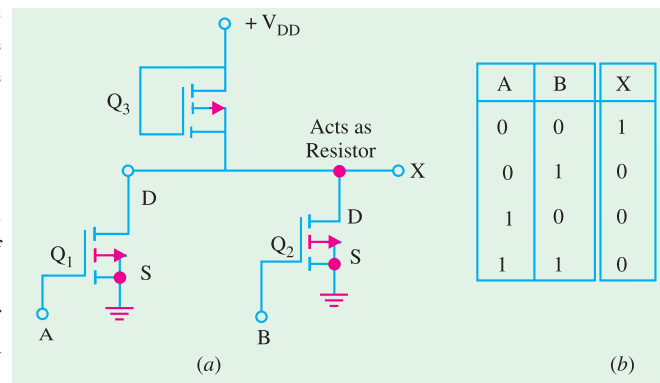 + V_DD
Q_3
Acts as
Resistor
X
D
Q_1
S
A
Q_2
D
S
B
(a)
A B X
0 0 1
0 1 0
1 0 0
1 1 0
(b)